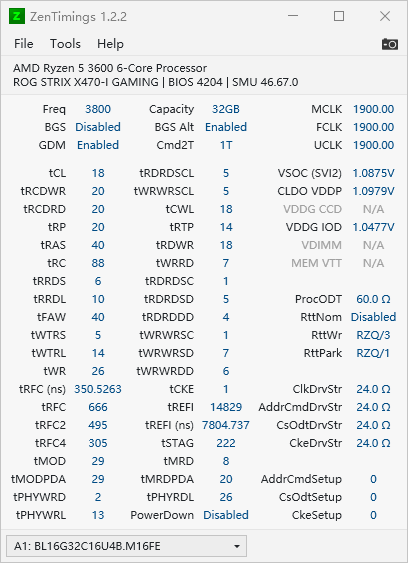 ZenTimings 1.2.2
File Tools Help
AMD Ryzen 5 3600 6-Core Processor
ROG STRIX X470-I GAMING | BIOS 4204 | SMU 46.67.0
Freq 3800 Capacity 32GB MCLK 1900.00
BGS Disabled BGS Alt Enabled FCLK 1900.00
GDM Enabled Cmd2T 1T UCLK 1900.00
tCL 18 tRDRDSCL 5 VSOC (SVI2) 1.0875V
tRCDWR 20 tWRWRSCL 5 CLDO VDDP 1.0979V
tRCDRD 20 tCWL 18 VDDG CCD N/A
tRP 20 tRTP 14 VDDG IOD 1.0477V
tRAS 40 tRDWR 18 VDIMM N/A
tRC 88 tWRRD 7 MEM VTT N/A
tRRDS 6 tRDRDSC 1
tRRDL 10 tRDRDSD 5 ProcODT 60.0 Ω
tFAW 40 tRDRDDD 4 RttNom Disabled
tWTRS 5 tWRWRSC 1 RttWr RZQ/3
tWTRL 14 tWRWRSD 7 RttPark RZQ/1
tWR 26 tWRWRDD 6
tRFC (ns) 350.5263 tCKE 1 ClkDrvStr 24.0 Ω
tRFC 666 tREFI 14829 AddrCmdDrvStr 24.0 Ω
tRFC2 495 tREFI (ns) 7804.737 CsOdtDrvStr 24.0 Ω
tRFC4 305 tSTAG 222 CkeDrvStr 24.0 Ω
tMOD 29 tMRD 8
tMODPDA 29 tMRDPDA 20 AddrCmdSetup 0
tPHYWRD 2 tPHYRDL 26 CsOdtSetup 0
tPHYWRL 13 PowerDown Disabled CkeSetup 0
A1: BL16G32C16U4B.M16FE